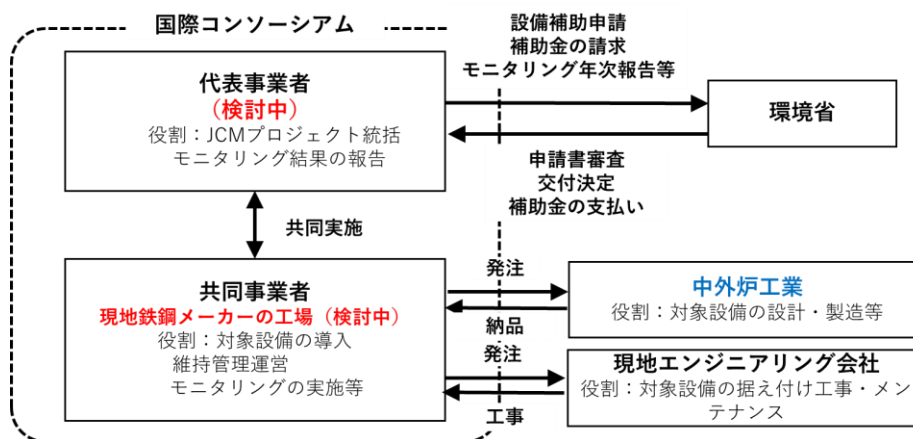 国際コンソーシアム
設備補助申請
補助金の請求
モニタリング年次報告等
代表事業者
（検討中）
役割：JCMプロジェクト統括
モニタリング結果の報告
環境省
申請書審査
交付決定
補助金の支払い
共同実施
共同事業者
現地鉄鋼メーカーの工場（検討中）
役割：対象設備の導入
維持管理運営
モニタリングの実施等
発注
納品
中外炉工業
役割：対象設備の設計・製造等
発注
工事
現地エンジニアリング会社
役割：対象設備の据え付け工事・メン
テナンス